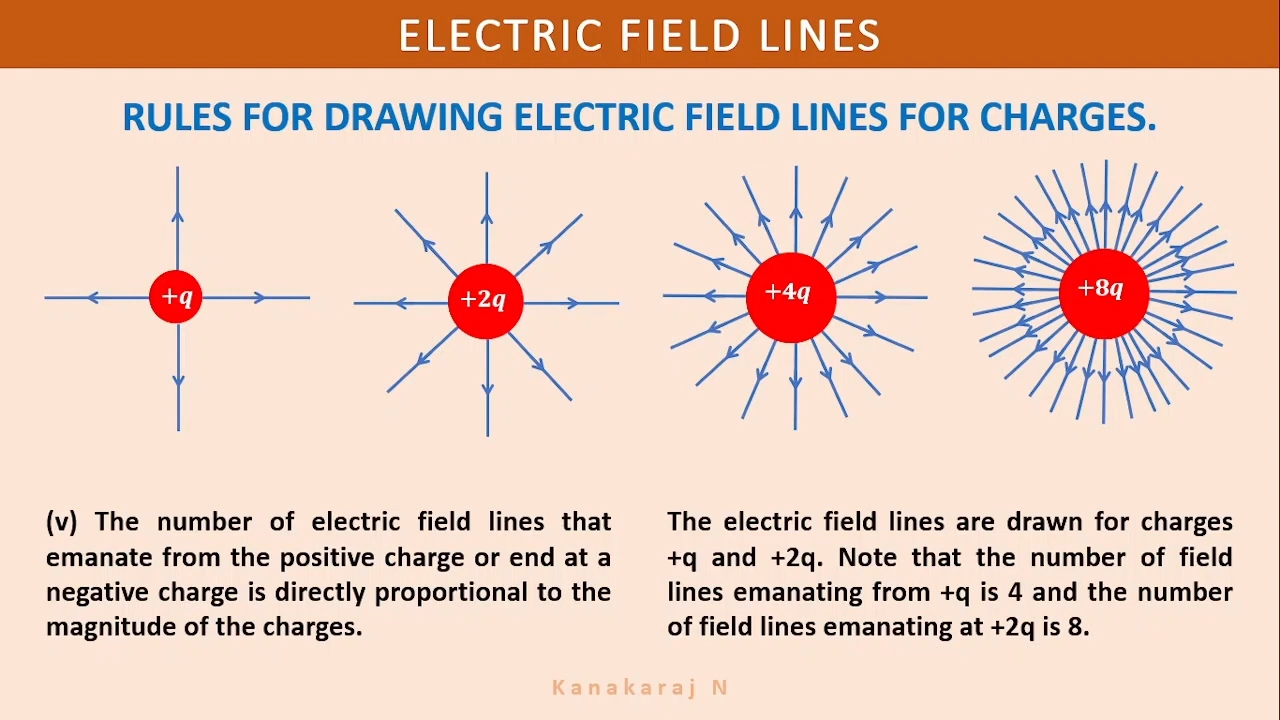 ELECTRIC FIELD LINES
RULES FOR DRAWING ELECTRIC FIELD LINES FOR CHARGES.
+q
+2q
+4q
+8q
(v) The number of electric field lines that
emanate from the positive charge or end at a
negative charge is directly proportional to the
magnitude of the charges.
The electric field lines are drawn for charges
+q and +2q. Note that the number of field
lines emanating from +q is 4 and the number
of field lines emanating at +2q is 8.
Kanakaraj N